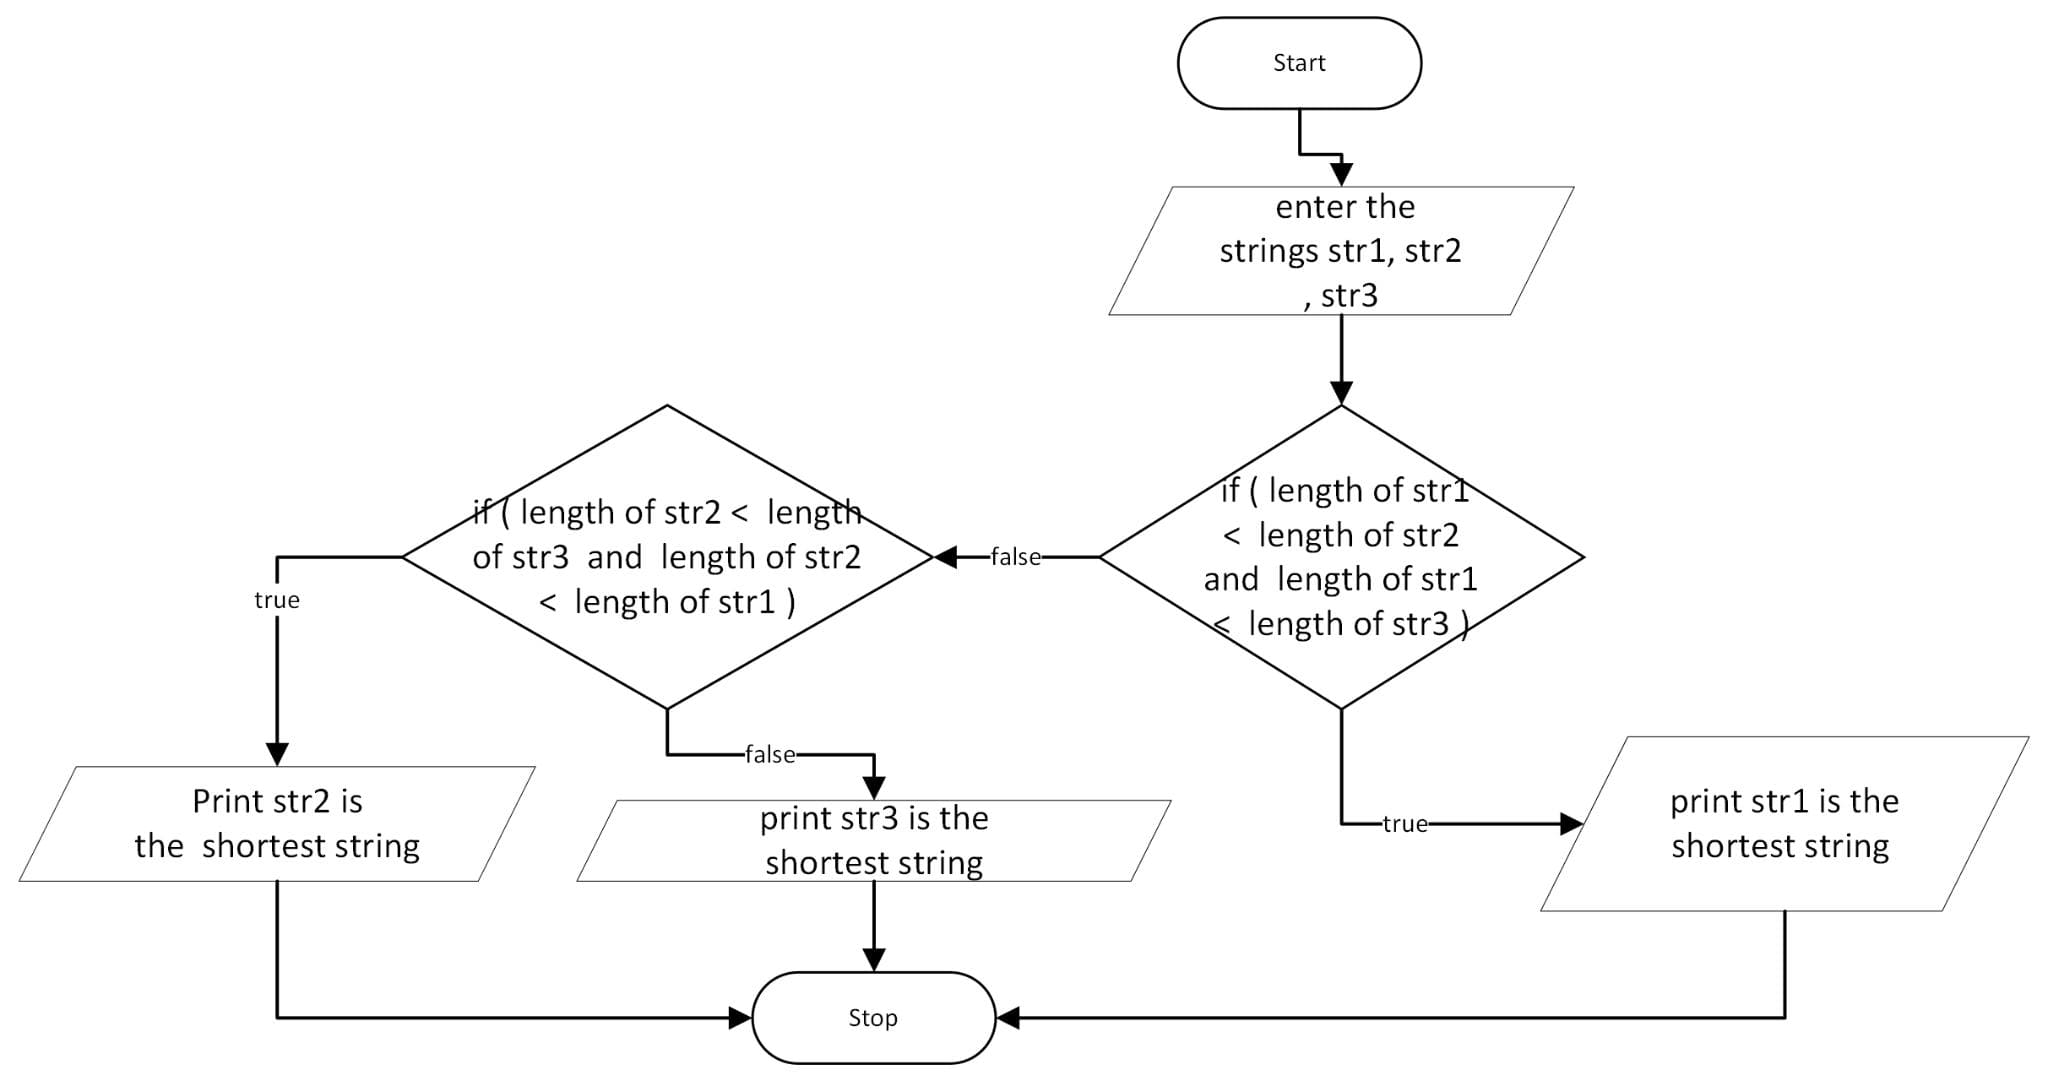 Start
enter the
strings str1, str2
, str3
if ( length of str1
< length of str2
and length of str1
< length of str3 )
false
if ( length of str2 < length
of str3 and length of str2
< length of str1 )
true
false
true
Print str2 is
the shortest string
print str3 is the
shortest string
print str1 is the
shortest string
Stop